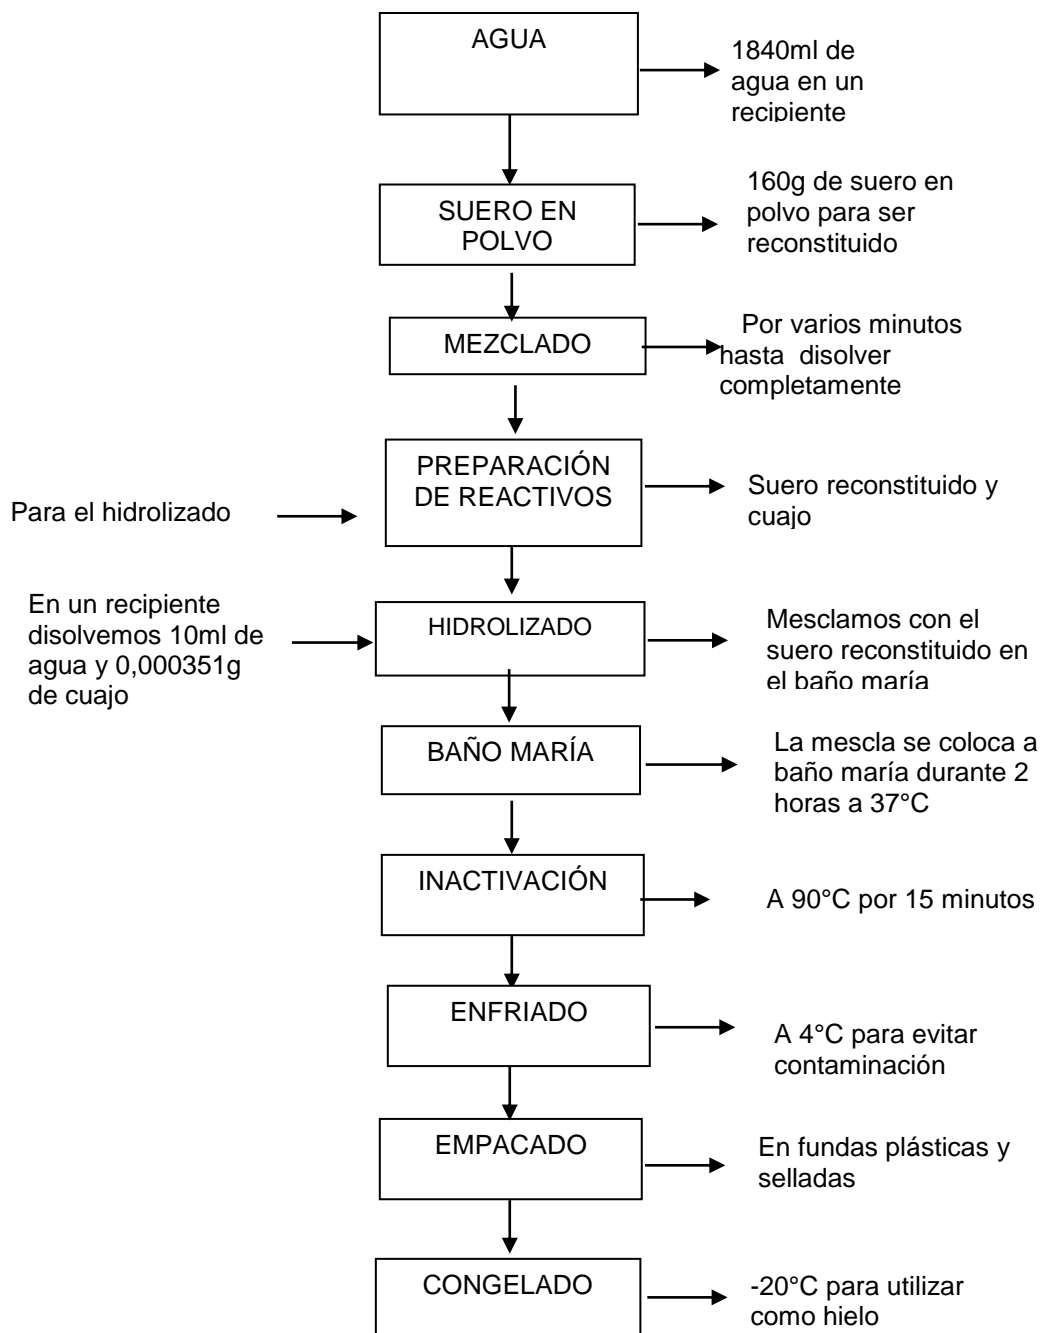 AGUA
1840ml de
agua en un
recipiente
SUERO EN
POLVO
160g de suero en
polvo para ser
reconstituido
MEZCLADO
Por varios minutos
hasta disolver
completamente
PREPARACIÓN
DE REACTIVOS
Para el hidrolizado
Suero reconstituido y
cuajo
En un recipiente
disolvemos 10ml de
agua y 0,000351g
de cuajo
HIDROLIZADO
Mesclamos con el
suero reconstituido en
el baño maría
BAÑO MARÍA
La mescla se coloca a
baño maría durante 2
horas a 37°C
INACTIVACIÓN
A 90°C por 15 minutos
ENFRIADO
A 4°C para evitar
contaminación
EMPACADO
En fundas plásticas y
selladas
CONGELADO
-20°C para utilizar
como hielo